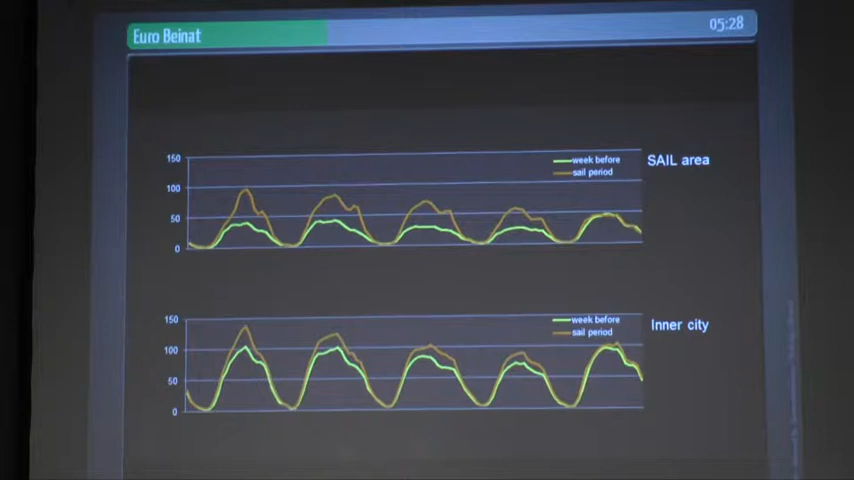 Euro Beinat
05:28
150
100
50
0
week before
sail period
SAIL area
150
100
50
0
week before
sail period
Inner city